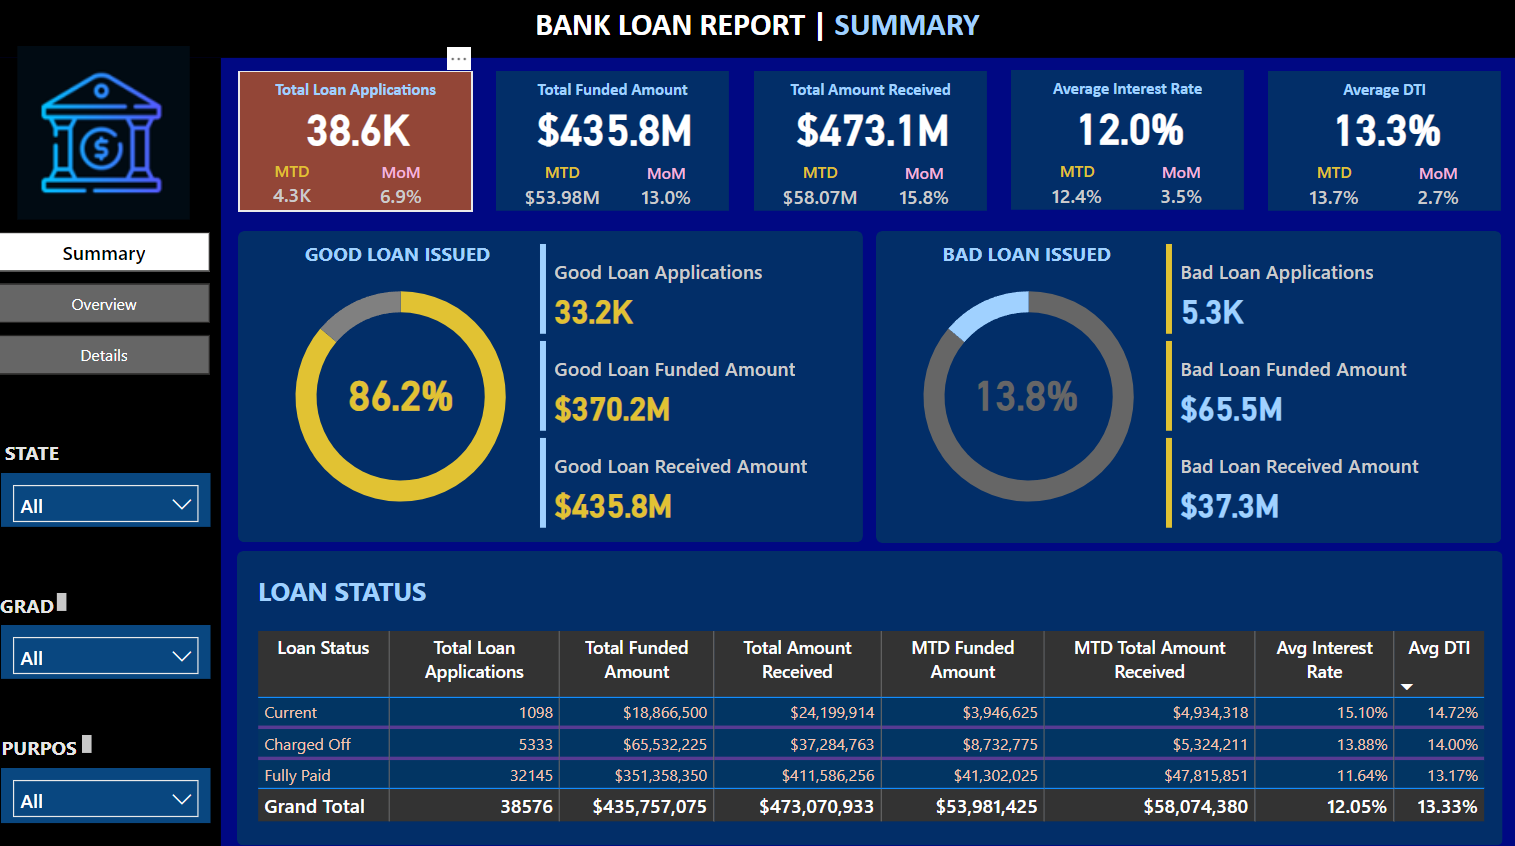 BANK LOAN REPORT | SUMMARY
...
Total Loan Applications
38.6K
MTD MoM
4.3K 6.9%
Total Funded Amount
$435.8M
MTD MoM
$53.98M 13.0%
Total Amount Received
$473.1M
MTD MoM
$58.07M 15.8%
Average Interest Rate
12.0%
MTD MoM
12.4% 3.5%
Average DTI
13.3%
MTD MoM
13.7% 2.7%
$
Summary
Overview
Details
STATE
All
GRAD
All
PURPOS
All
GOOD LOAN ISSUED
86.2%
Good Loan Applications
33.2K
Good Loan Funded Amount
$370.2M
Good Loan Received Amount
$435.8M
BAD LOAN ISSUED
13.8%
Bad Loan Applications
5.3K
Bad Loan Funded Amount
$65.5M
Bad Loan Received Amount
$37.3M
LOAN STATUS
Loan Status Total Loan Total Funded Total Amount MTD Funded MTD Total Amount Avg Interest Avg DTI
Applications Amount Received Amount Received Rate
Current 1098 $18,866,500 $24,199,914 $3,946,625 $4,934,318 15.10% 14.72%
Charged Off 5333 $65,532,225 $37,284,763 $8,732,775 $5,324,211 13.88% 14.00%
Fully Paid 32145 $351,358,350 $411,586,256 $41,302,025 $47,815,851 11.64% 13.17%
Grand Total 38576 $435,757,075 $473,070,933 $53,981,425 $58,074,380 12.05% 13.33%